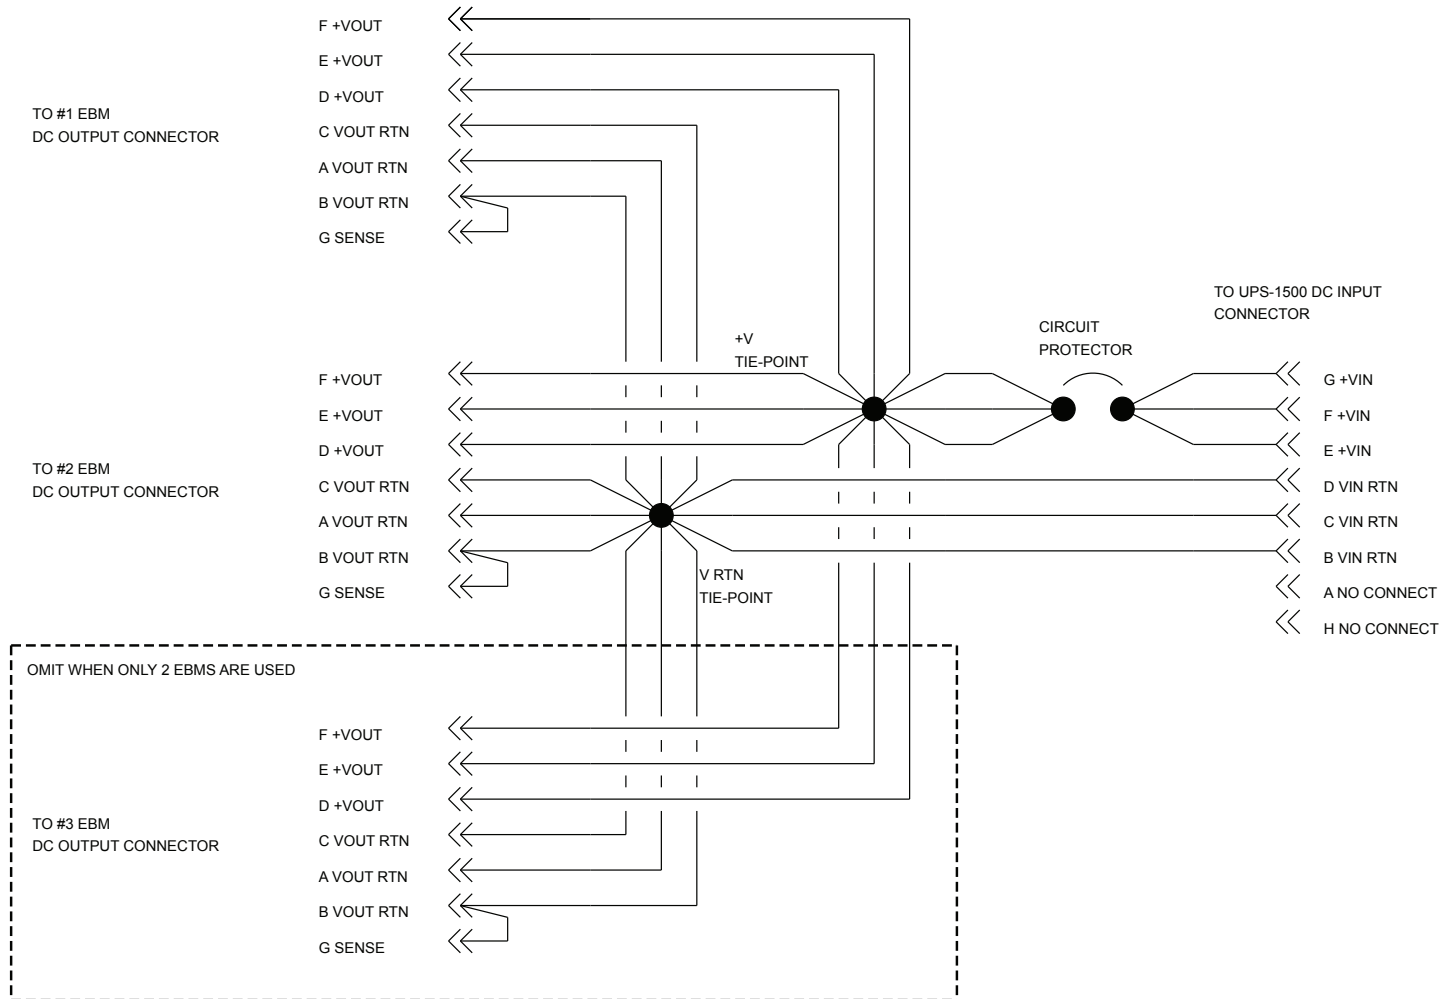 F +VOUT
E +VOUT
D +VOUT
TO #1 EBM
DC OUTPUT CONNECTOR
C VOUT RTN
A VOUT RTN
B VOUT RTN
G SENSE
TO UPS-1500 DC INPUT
CONNECTOR
CIRCUIT
PROTECTOR
+V
TIE-POINT
F +VOUT
E +VOUT
D +VOUT
TO #2 EBM
DC OUTPUT CONNECTOR
C VOUT RTN
A VOUT RTN
B VOUT RTN
G SENSE
G +VIN
F +VIN
E +VIN
D VIN RTN
C VIN RTN
B VIN RTN
A NO CONNECT
H NO CONNECT
V RTN
TIE-POINT
OMIT WHEN ONLY 2 EBMS ARE USED
F +VOUT
E +VOUT
D +VOUT
TO #3 EBM
DC OUTPUT CONNECTOR
C VOUT RTN
A VOUT RTN
B VOUT RTN
G SENSE